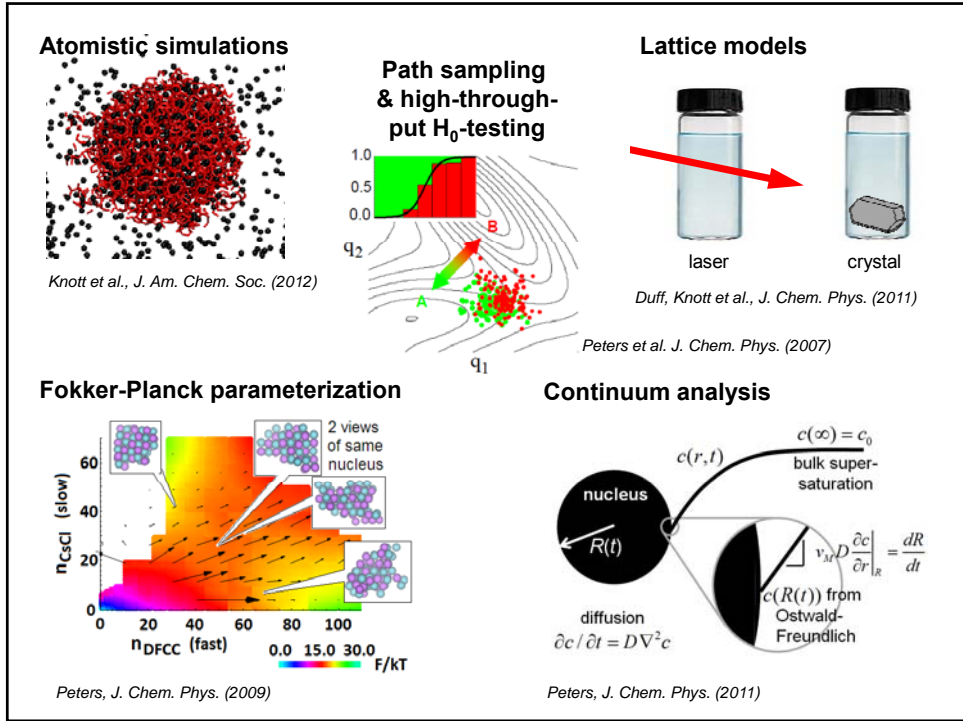 Atomistic simulations
Knott et al., J. Am. Chem. Soc. (2012)
Path sampling
& high-through-
put H₀-testing
1.0
0.5
0.0
q₂
B
A
q₁
Peters et al. J. Chem. Phys. (2007)
Lattice models
laser
crystal
Duff, Knott et al., J. Chem. Phys. (2011)
Fokker-Planck parameterization
2 views
of same
nucleus
n_CsCl (slow)
60
40
20
0
0 20 40 60 80 100
n_DFCC (fast)
0.0 15.0 30.0 F/kT
Peters, J. Chem. Phys. (2009)
Continuum analysis
c(∞) = c₀
bulk super-
saturation
c(r,t)
nucleus
R(t)
v_M D ∂c/∂r|_R = dR/dt
c(R(t)) from
Ostwald-
Freundlich
diffusion
∂c/∂t = D∇²c
Peters, J. Chem. Phys. (2011)